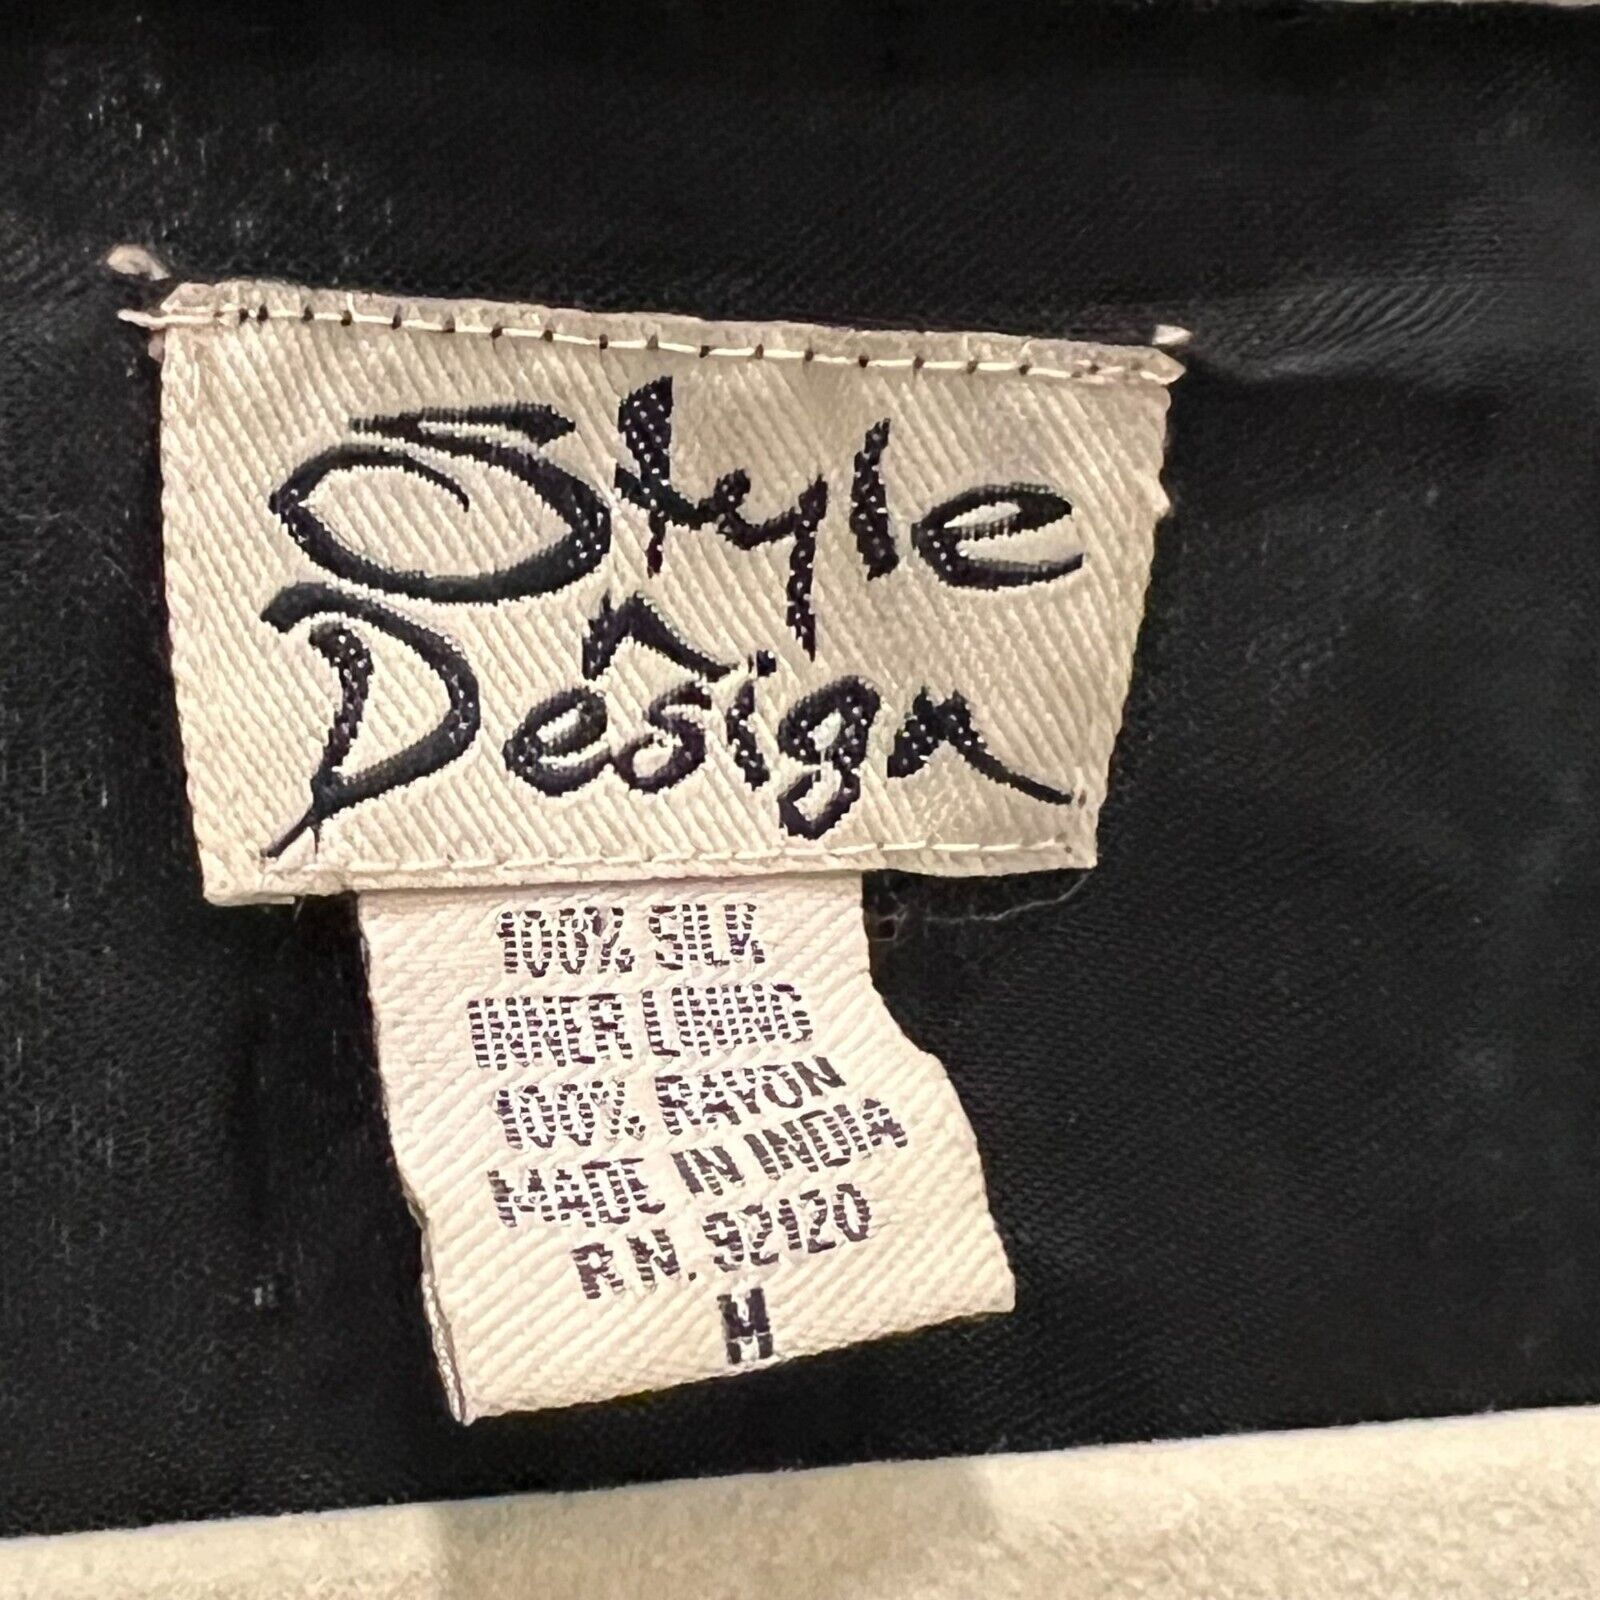 Style
Design
100% SILK
INNER LINING
100% RAYON
MADE IN INDIA
R.N. 92120
M